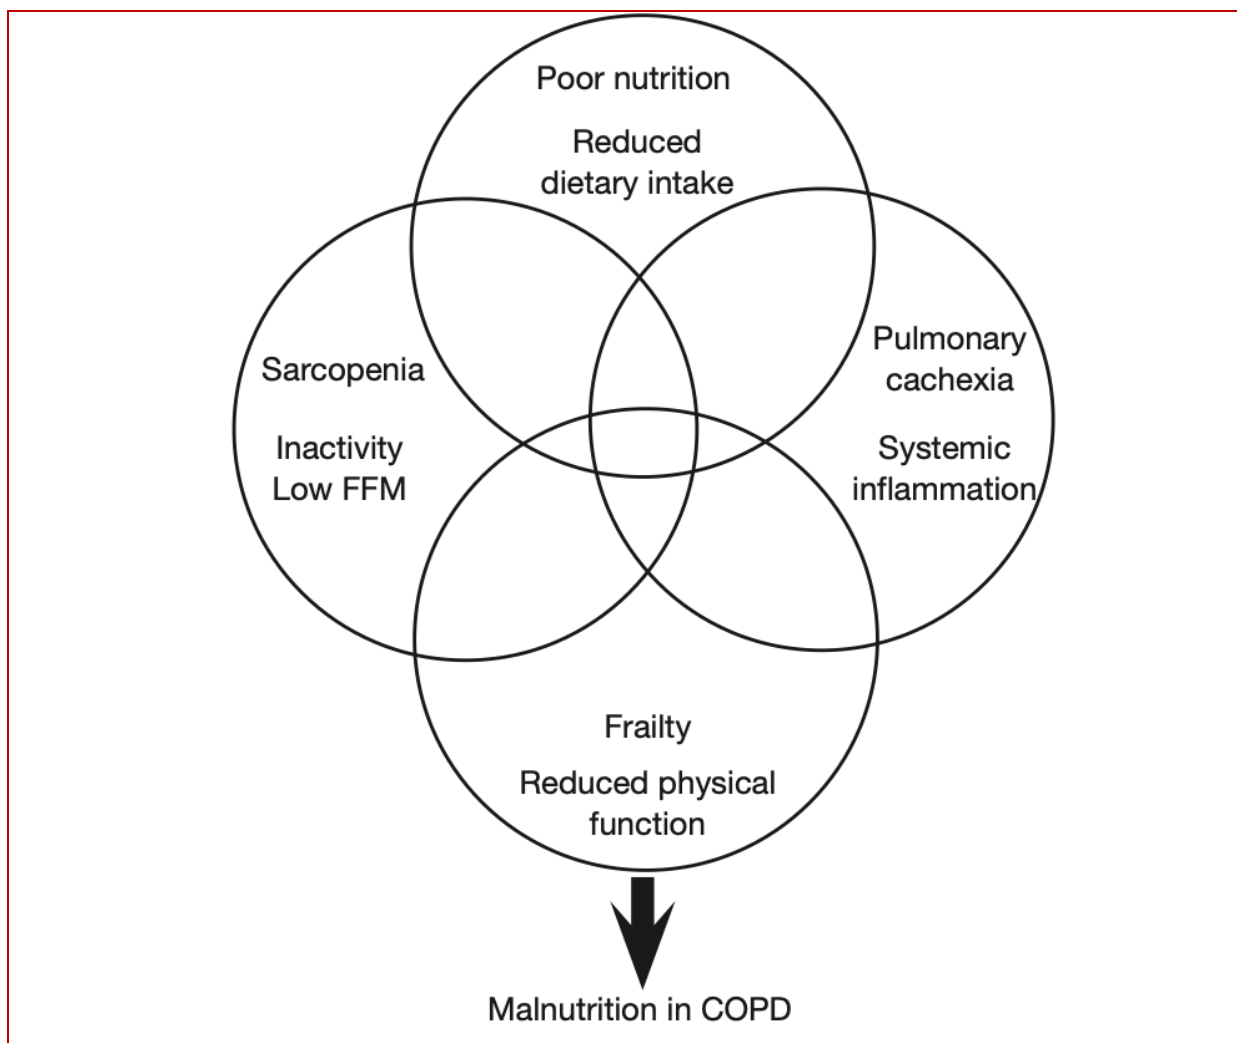 Poor nutrition
Reduced
dietary intake
Sarcopenia
Inactivity
Low FFM
Pulmonary
cachexia
Systemic
inflammation
Frailty
Reduced physical
function
Malnutrition in COPD